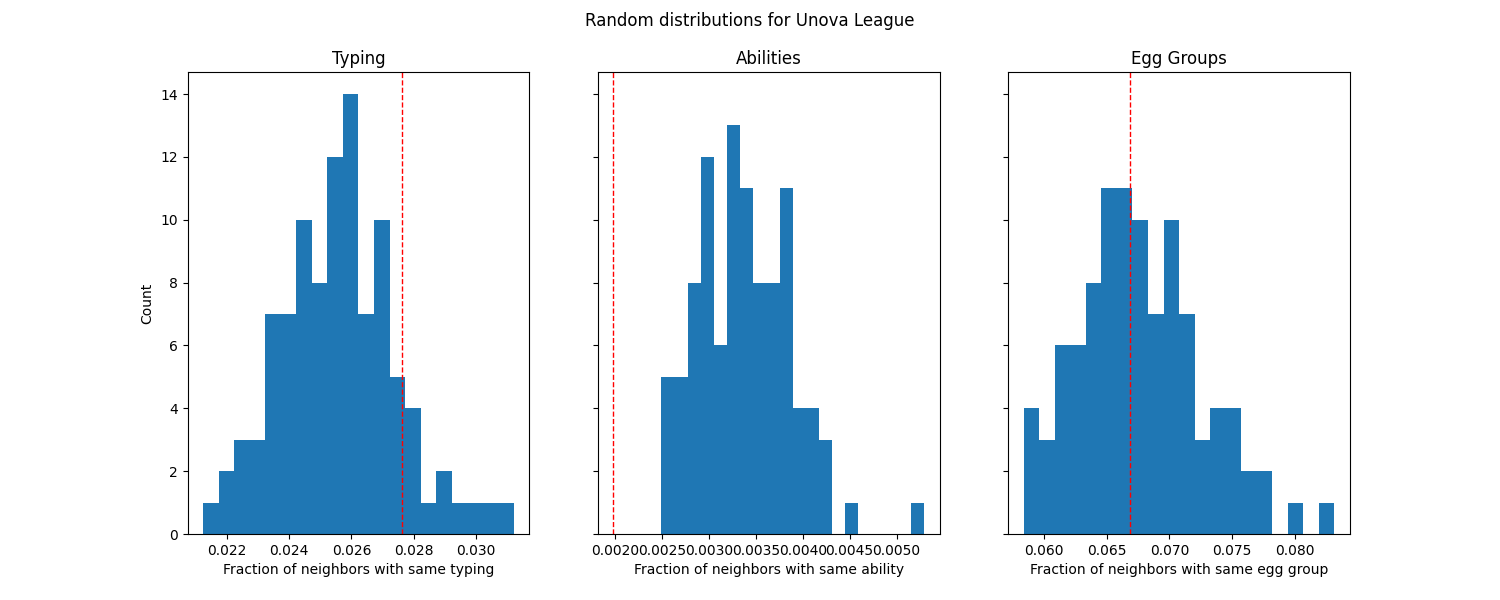 Random distributions for Unova League
Typing
Abilities
Egg Groups
Count
14
12
10
8
6
4
2
0
0.022 0.024 0.026 0.028 0.030
0.0020 0.0025 0.0030 0.0035 0.0040 0.0045 0.0050
0.060 0.065 0.070 0.075 0.080
Fraction of neighbors with same typing
Fraction of neighbors with same ability
Fraction of neighbors with same egg group